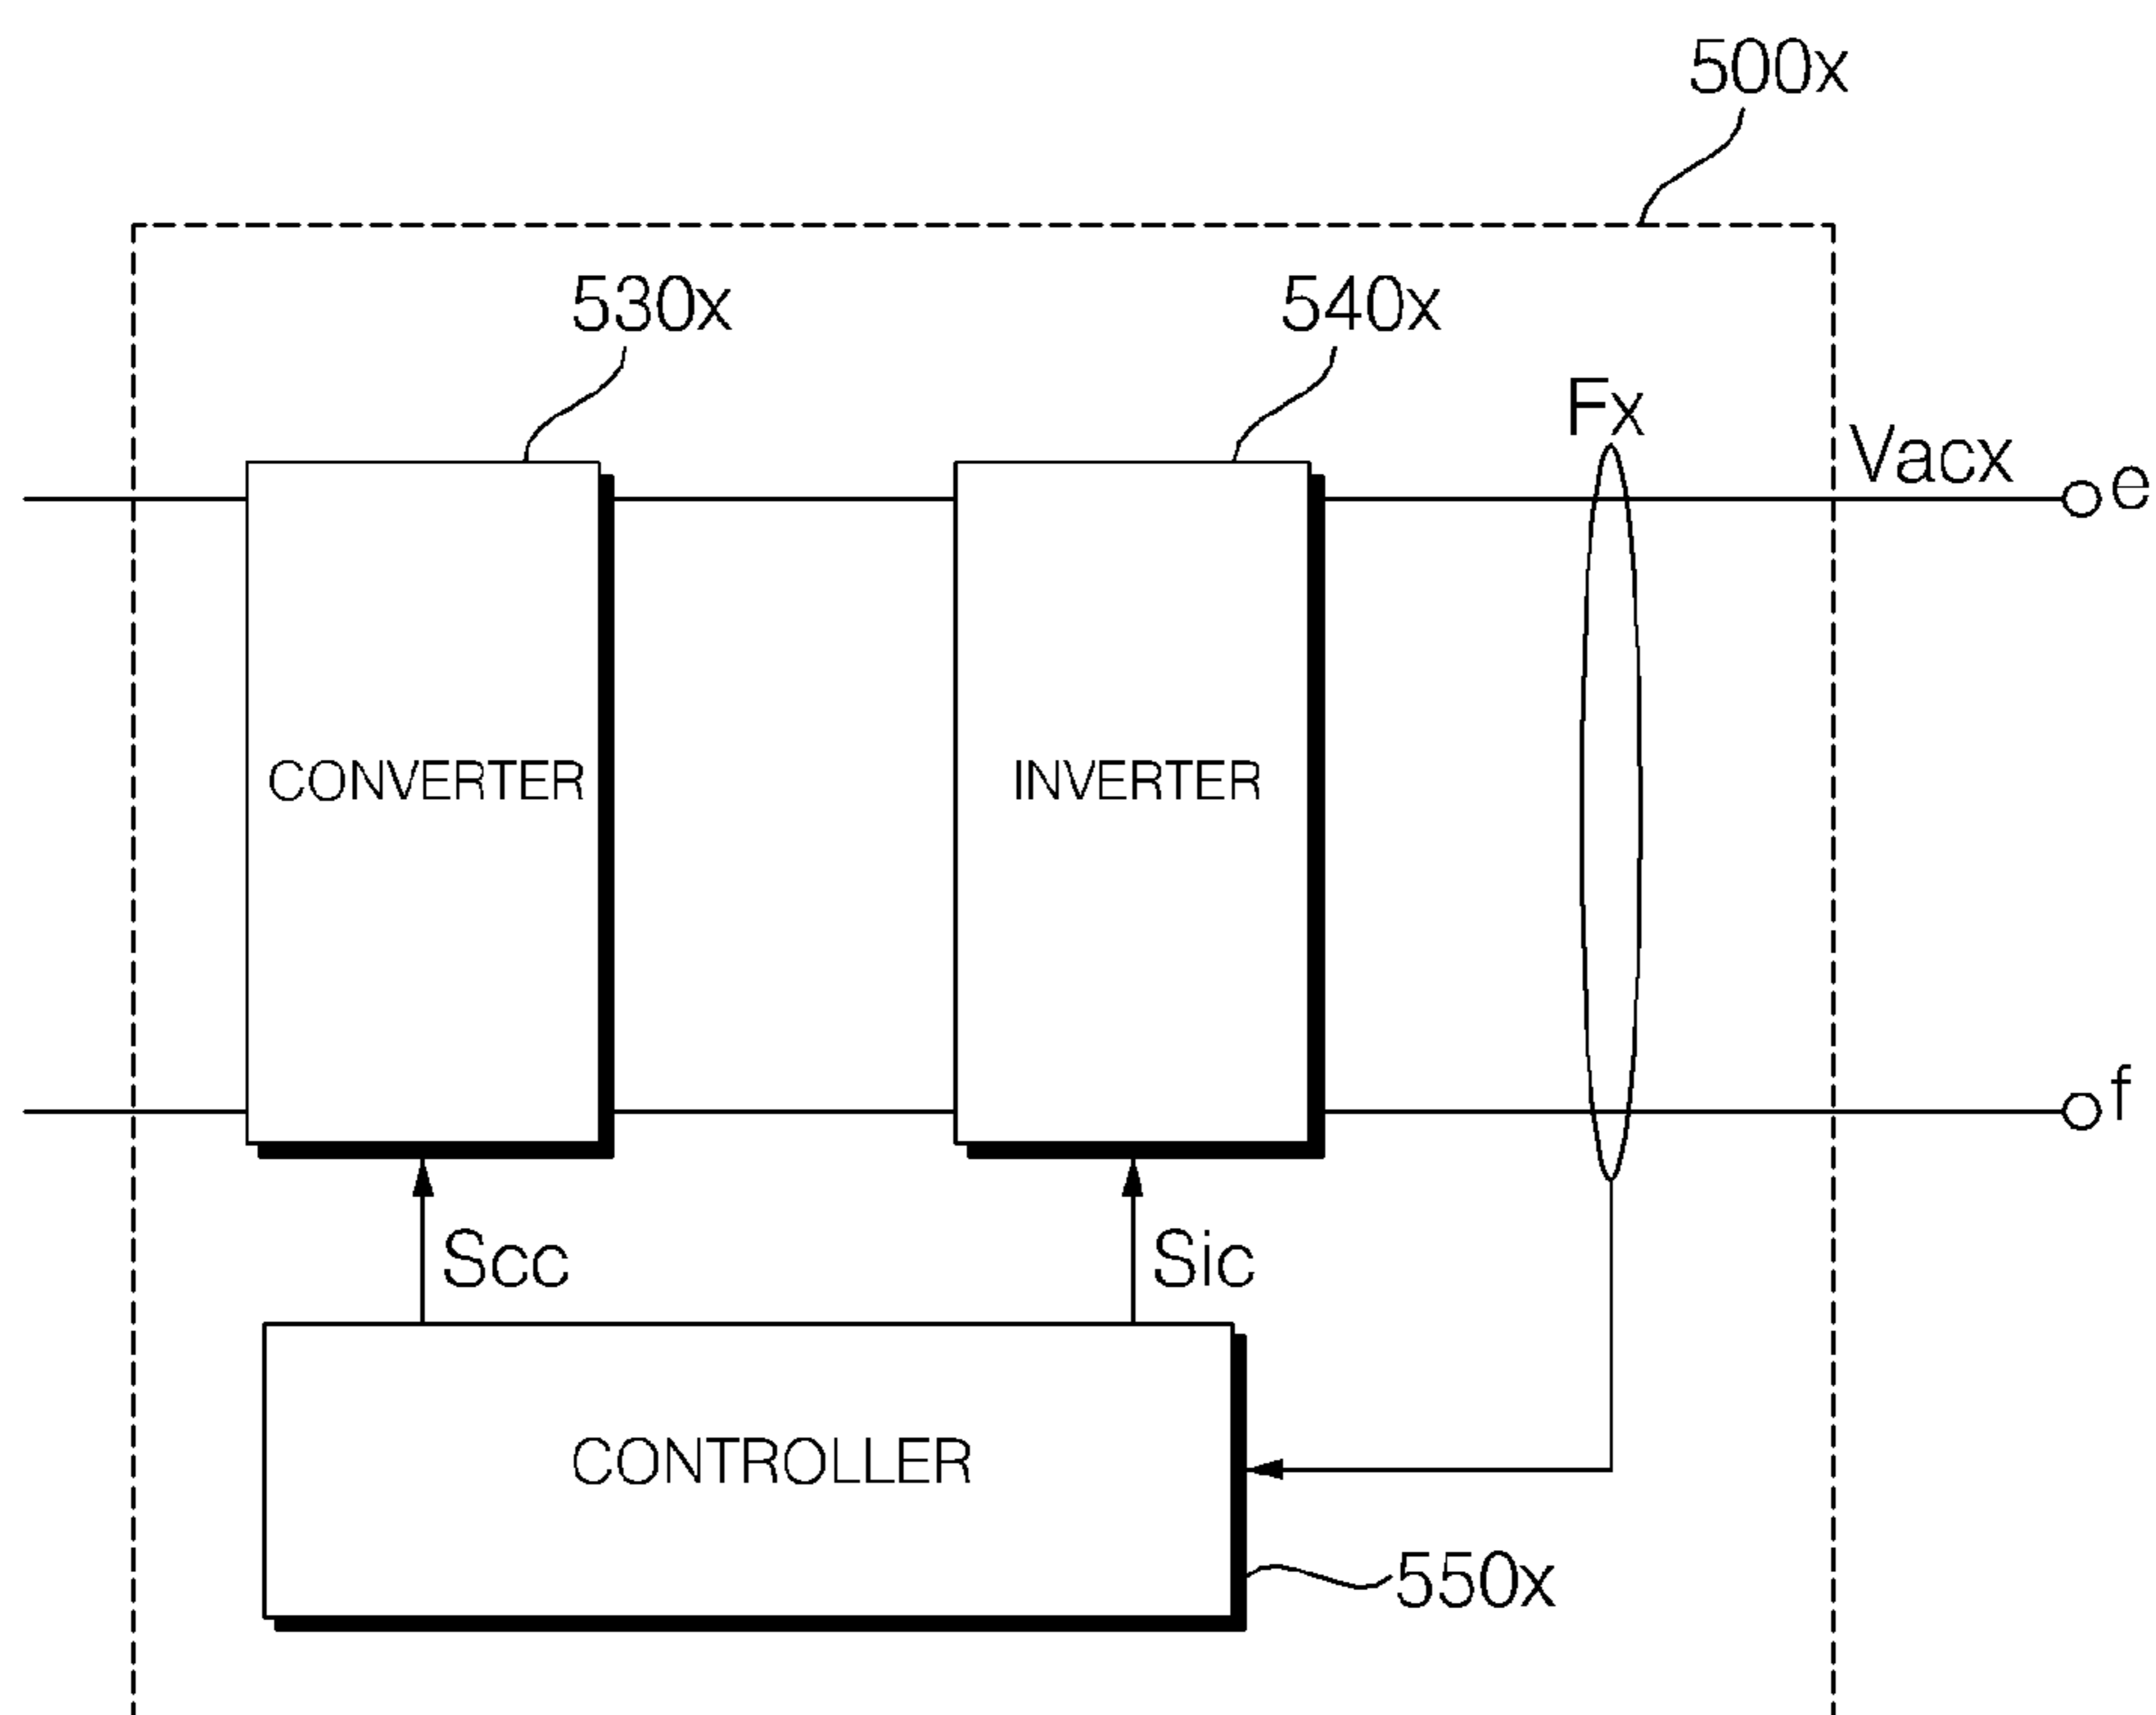 500x
530x
540x
Fx
Vacx
e
CONVERTER
INVERTER
f
Scc
Sic
CONTROLLER
550x